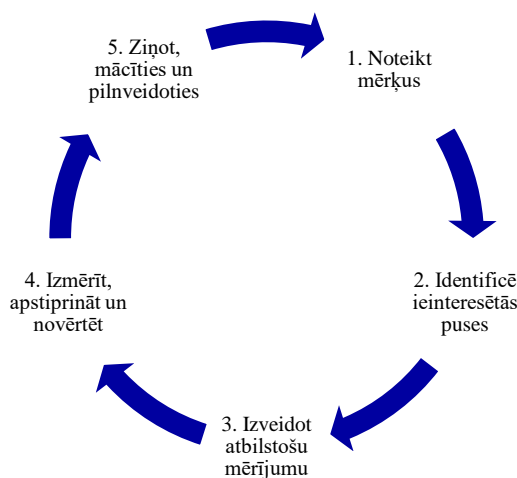 1. Noteikt
mērķus
2. Identificē
ieinteresētās
puses
3. Izveidot
atbilstošu
mērījumu
4. Izmērīt,
apstiprināt un
novērtēt
5. Ziņot,
mācīties un
pilnveidoties